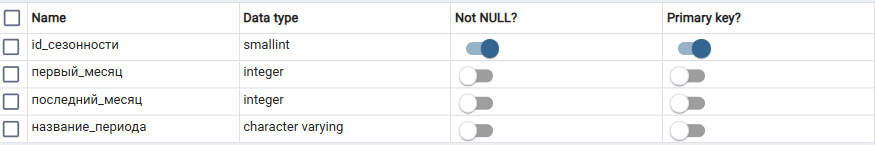 Name Data type Not NULL? Primary key?
id_сезонности smallint
первый_месяц integer
последний_месяц integer
название_периода character varying